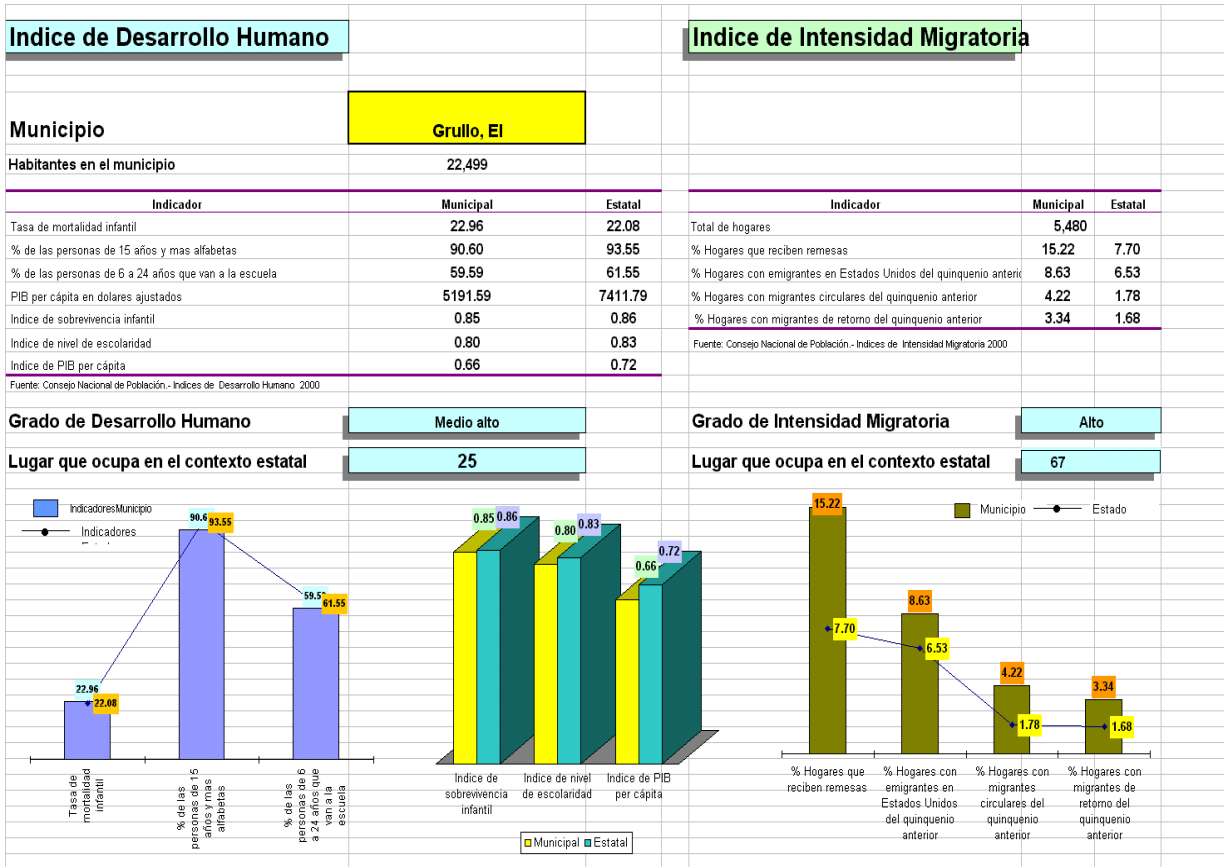 Indice de Desarrollo Humano
Indice de Intensidad Migratoria
Municipio
Grullo, El
Habitantes en el municipio
22,499
Indicador Municipal Estatal
Tasa de mortalidad infantil 22.96 22.08
% de las personas de 15 años y mas alfabetas 90.60 93.55
% de las personas de 6 a 24 años que van a la escuela 59.59 61.55
PIB per cápita en dolares ajustados 5191.59 7411.79
Indice de sobrevivencia infantil 0.85 0.86
Indice de nivel de escolaridad 0.80 0.83
Indice de PIB per cápita 0.66 0.72
Fuente: Consejo Nacional de Población.- Indices de Desarrollo Humano 2000
Indicador Municipal Estatal
Total de hogares 5,480
% Hogares que reciben remesas 15.22 7.70
% Hogares con emigrantes en Estados Unidos del quinquenio anteri 8.63 6.53
% Hogares con migrantes circulares del quinquenio anterior 4.22 1.78
% Hogares con migrantes de retorno del quinquenio anterior 3.34 1.68
Fuente: Consejo Nacional de Población.- Indices de Intensidad Migratoria 2000
Grado de Desarrollo Humano
Medio alto
Lugar que ocupa en el contexto estatal
25
Grado de Intensidad Migratoria
Alto
Lugar que ocupa en el contexto estatal
67
IndicadoresMunicipio
Indicadores
90.6
93.55
59.5
61.55
22.96
22.08
Tasa de
mortalidad
infantil
% de las
personas de 15
años y mas
alfabetas
% de las
personas de 6
a 24 años que
van a la
escuela
0.85
0.86
0.80
0.83
0.66
0.72
Indice de
sobrevivencia
infantil
Indice de nivel
de escolaridad
Indice de PIB
per cápita
Municipal
Estatal
Municipio
Estado
15.22
7.70
8.63
6.53
4.22
1.78
3.34
1.68
% Hogares que
reciben remesas
% Hogares con
emigrantes en
Estados Unidos
del quinquenio
anterior
% Hogares con
migrantes
circulares del
quinquenio
anterior
% Hogares con
migrantes de
retorno del
quinquenio
anterior